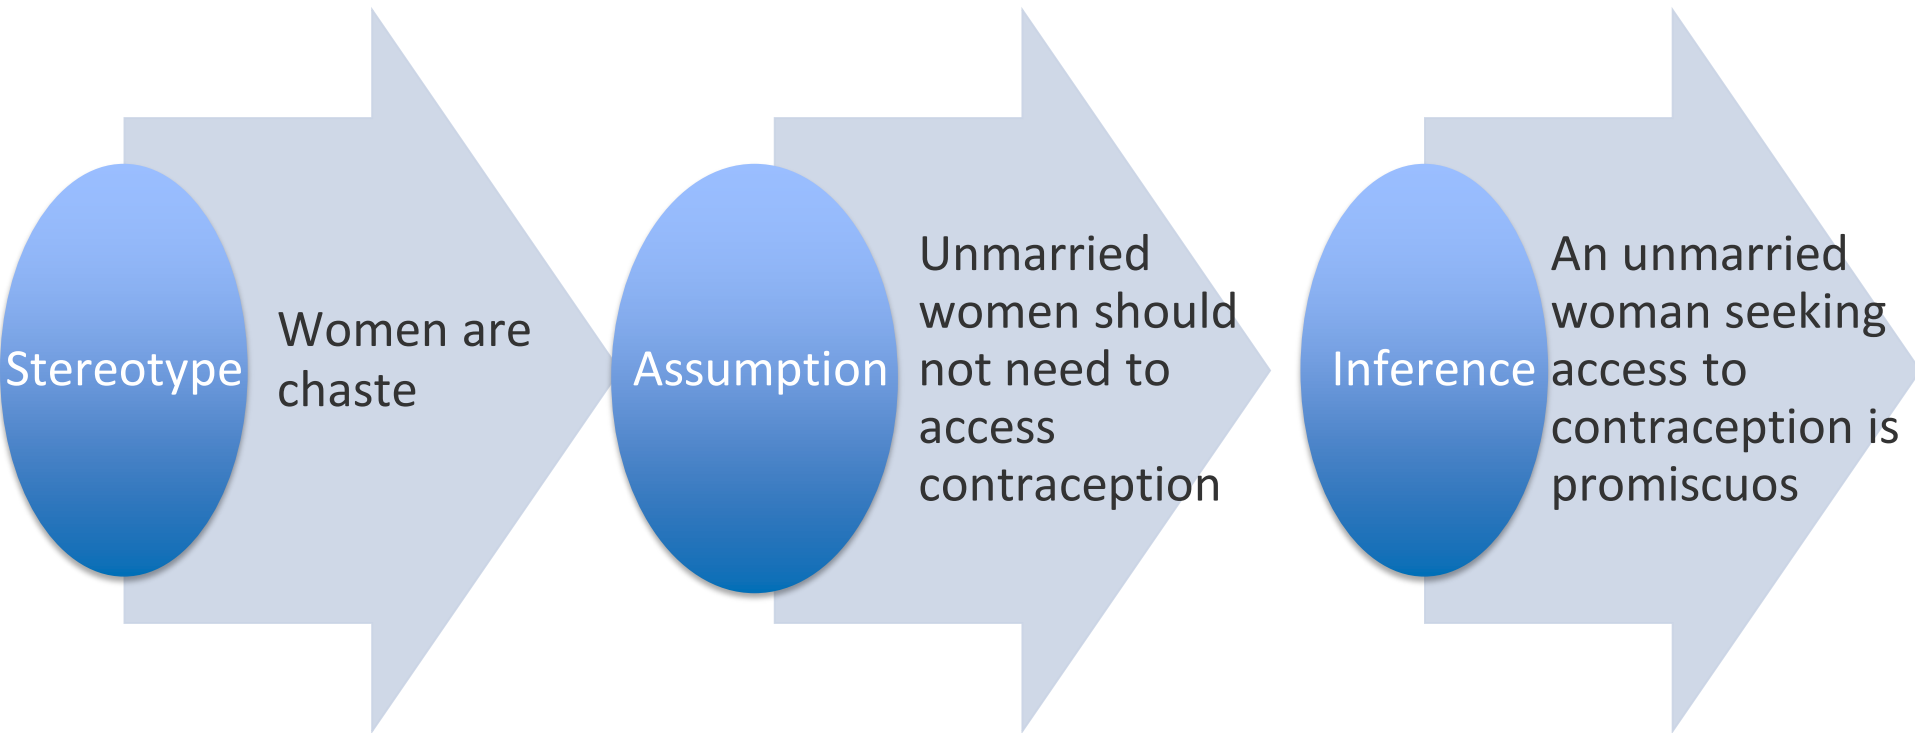 Stereotype
Women are
chaste
Assumption
Unmarried
women should
not need to
access
contraception
Inference
An unmarried
woman seeking
access to
contraception is
promiscuos